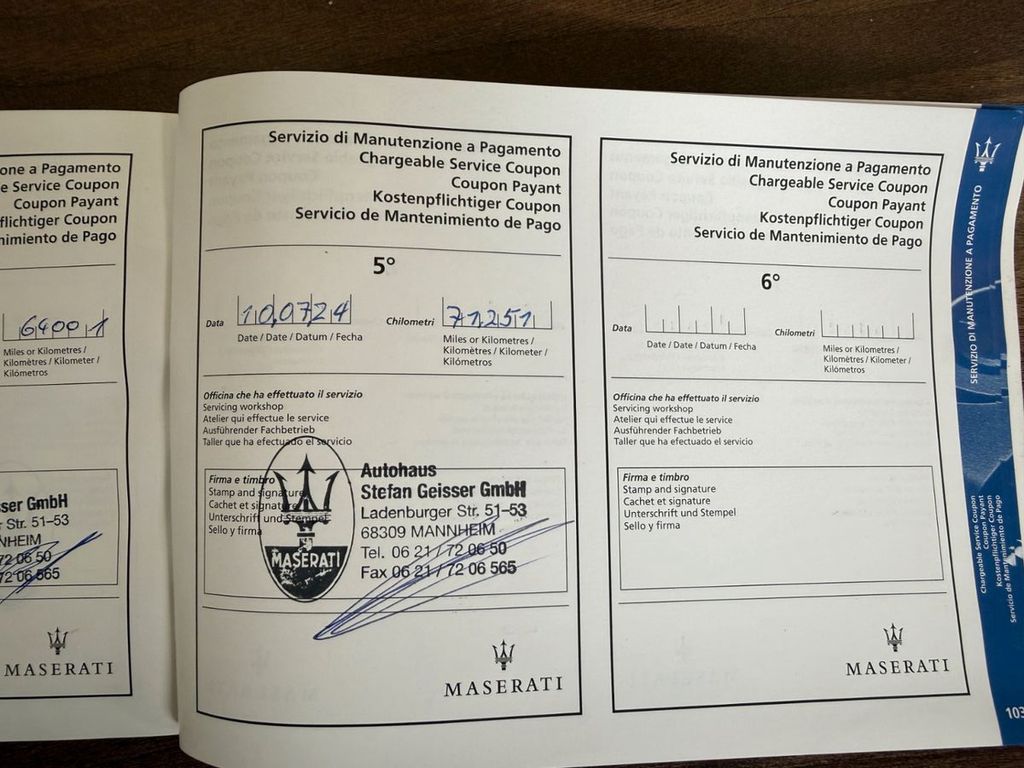 one a Pagamento
e Service Coupon
Coupon Payant
flichtiger Coupon
nimiento de Pago
64001
Miles or Kilometres /
Kilomètres / Kilometer /
Kilómetros
sser GmbH
r Str. 51-53
NHEIM
72 06 50
72 06 565
MASERATI
Servizio di Manutenzione a Pagamento
Chargeable Service Coupon
Coupon Payant
Kostenpflichtiger Coupon
Servicio de Mantenimiento de Pago
5°
Data 10,07,24 Chilometri 71,251
Date / Date / Datum / Fecha
Miles or Kilometres /
Kilomètres / Kilometer /
Kilómetros
Officina che ha effettuato il servizio
Servicing workshop
Atelier qui effectue le service
Ausführender Fachbetrieb
Taller que ha efectuado el servicio
Firma e timbro
Stamp and signature
Cachet et signature
Unterschrift und Stempel
Sello y firma
MASERATI
Autohaus
Stefan Geisser GmbH
Ladenburger Str. 51-53
68309 MANNHEIM
Tel. 06 21 / 72 06 50
Fax 06 21 / 72 06 565
MASERATI
Servizio di Manutenzione a Pagamento
Chargeable Service Coupon
Coupon Payant
Kostenpflichtiger Coupon
Servicio de Mantenimiento de Pago
6°
Data Chilometri
Date / Date / Datum / Fecha
Miles or Kilometres /
Kilomètres / Kilometer /
Kilómetros
Officina che ha effettuato il servizio
Servicing workshop
Atelier qui effectue le service
Ausführender Fachbetrieb
Taller que ha efectuado el servicio
Firma e timbro
Stamp and signature
Cachet et signature
Unterschrift und Stempel
Sello y firma
MASERATI
SERVIZIO DI MANUTENZIONE A PAGAMENTO
Chargeable Service Coupon
Coupon Payant
Kostenpflichtiger Coupon
Servicio de Mantenimiento de Pago
103